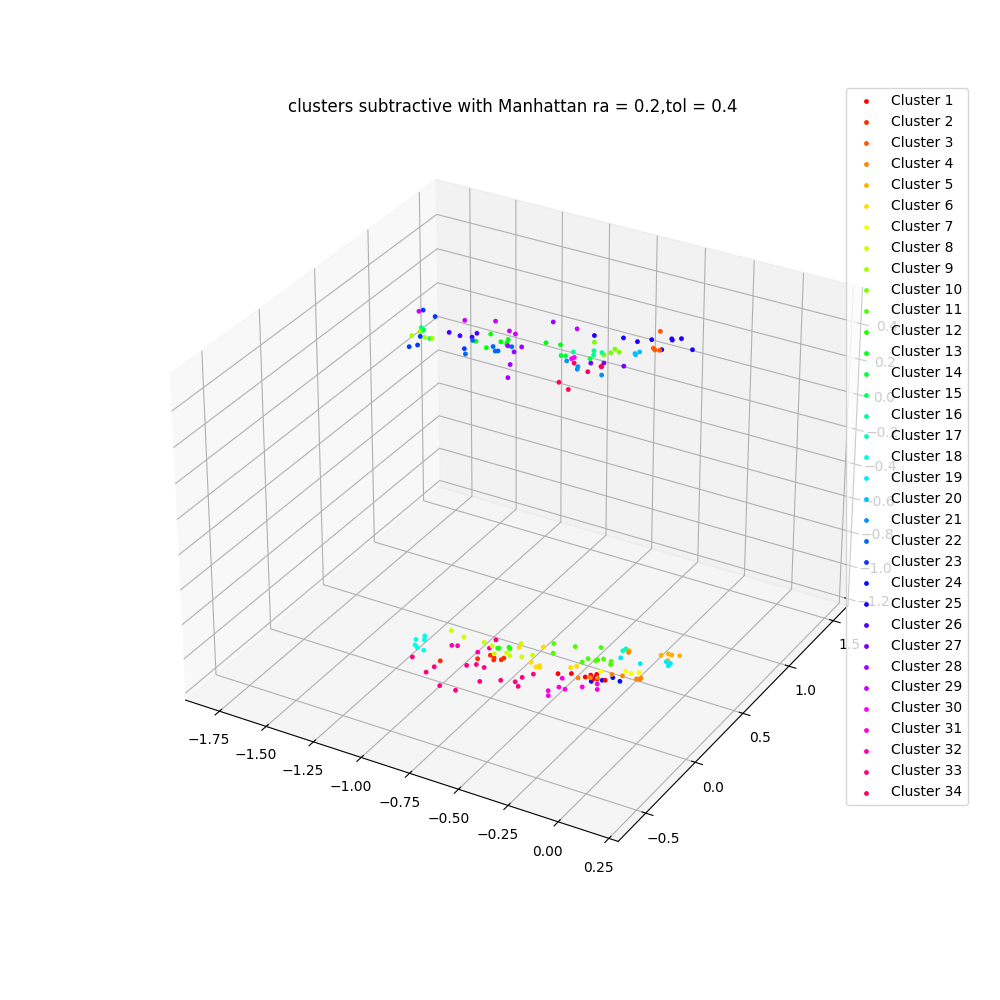 clusters subtractive with Manhattan ra = 0.2,tol = 0.4
Cluster 1
Cluster 2
Cluster 3
Cluster 4
Cluster 5
Cluster 6
Cluster 7
Cluster 8
Cluster 9
Cluster 10
Cluster 11
Cluster 12
Cluster 13
Cluster 14
Cluster 15
Cluster 16
Cluster 17
Cluster 18
Cluster 19
Cluster 20
Cluster 21
Cluster 22
Cluster 23
Cluster 24
Cluster 25
Cluster 26
Cluster 27
Cluster 28
Cluster 29
Cluster 30
Cluster 31
Cluster 32
Cluster 33
Cluster 34
0.2
0.0
−0.4
−0.6
−0.8
−1.0
−1.2
1.5
1.0
0.5
0.0
−0.5
−1.75
−1.50
−1.25
−1.00
−0.75
−0.50
−0.25
0.00
0.25